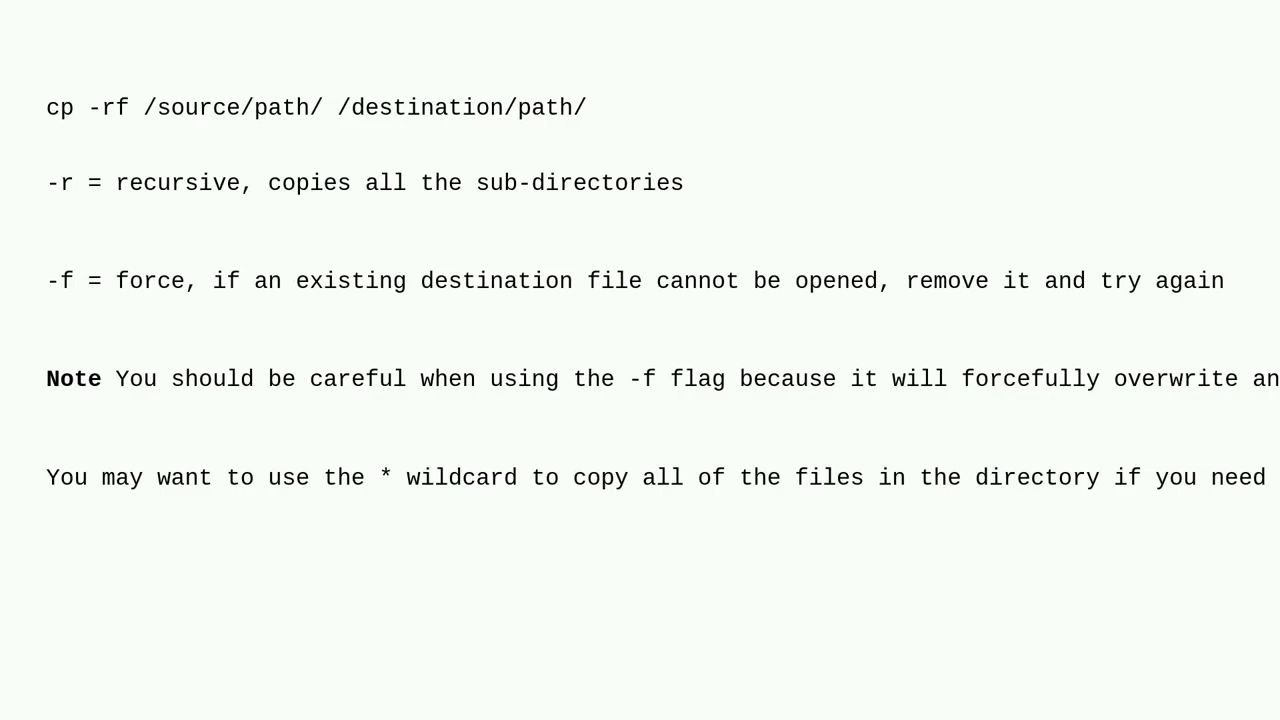 cp -rf /source/path/ /destination/path/
-r = recursive, copies all the sub-directories
-f = force, if an existing destination file cannot be opened, remove it and try again
Note You should be careful when using the -f flag because it will forcefully overwrite
You may want to use the * wildcard to copy all of the files in the directory if you need